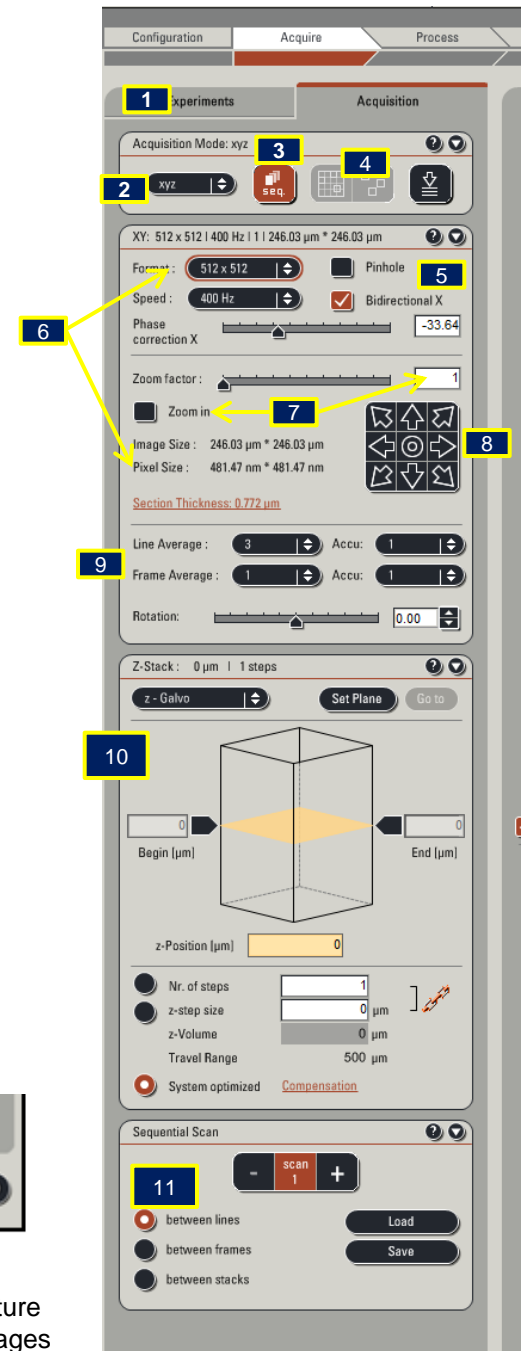 Configuration Acquire Process
1 Experiments Acquisition
Acquisition Mode: xyz ?
3
4
2 xyz seq.
XY: 512 x 512 | 400 Hz | 1 | 246.03 µm * 246.03 µm ?
Format : 512 x 512 Pinhole
5
Speed : 400 Hz Bidirectional X
6
Phase
correction X -33.64
Zoom factor : 1
Zoom in 7
8
Image Size : 246.03 µm * 246.03 µm
Pixel Size : 481.47 nm * 481.47 nm
Section Thickness: 0.772 µm
Line Average : 3 Accu: 1
9
Frame Average : 1 Accu: 1
Rotation: 0.00
Z-Stack : 0 µm | 1 steps ?
z - Galvo Set Plane Go to
10
0 0
Begin [µm] End [µm]
z-Position [µm] 0
Nr. of steps 1
z-step size 0 µm
z-Volume 0 µm
Travel Range 500 µm
System optimized Compensation
Sequential Scan ?
- scan 1 +
11
between lines Load
between frames Save
between stacks
ture
ages